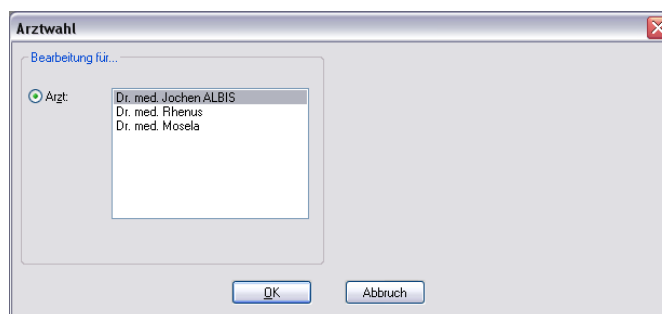 Arztwahl
Bearbeitung für...
Arzt:
Dr. med. Jochen ALBIS
Dr. med. Rhenus
Dr. med. Mosela
OK
Abbruch